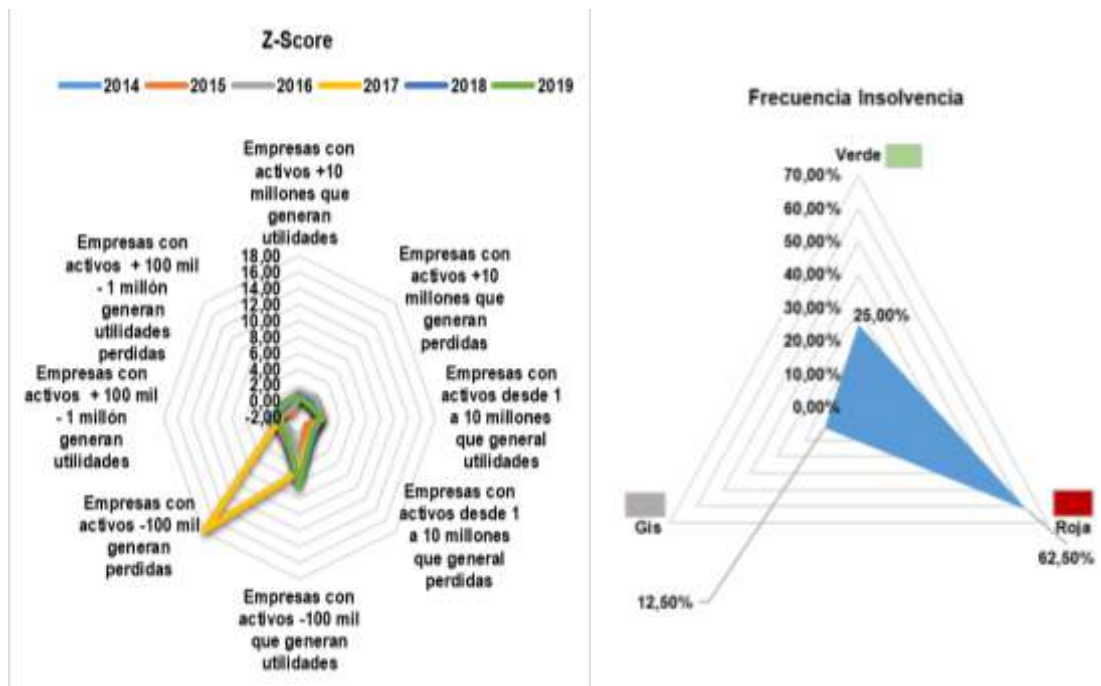 Z-Score
2014 2015 2016 2017 2018 2019
Empresas con
activos +10
millones que
generan
utilidades
Empresas con
activos +10
millones que
generan
perdidas
Empresas con
activos desde 1
a 10 millones
que general
utilidades
Empresas con
activos desde 1
a 10 millones
que general
perdidas
Empresas con
activos -100 mil
que generan
utilidades
Empresas con
activos -100 mil
generan
perdidas
Empresas con
activos + 100 mil
- 1 millón
generan
utilidades
Empresas con
activos + 100 mil
- 1 millón
generan
utilidades
perdidas
18,00
16,00
14,00
12,00
10,00
8,00
6,00
4,00
2,00
0,00
-2,00
Frecuencia Insolvencia
Verde
70,00%
60,00%
50,00%
40,00%
30,00%
20,00%
10,00%
0,00%
25,00%
Gis
Roja
62,50%
12,50%